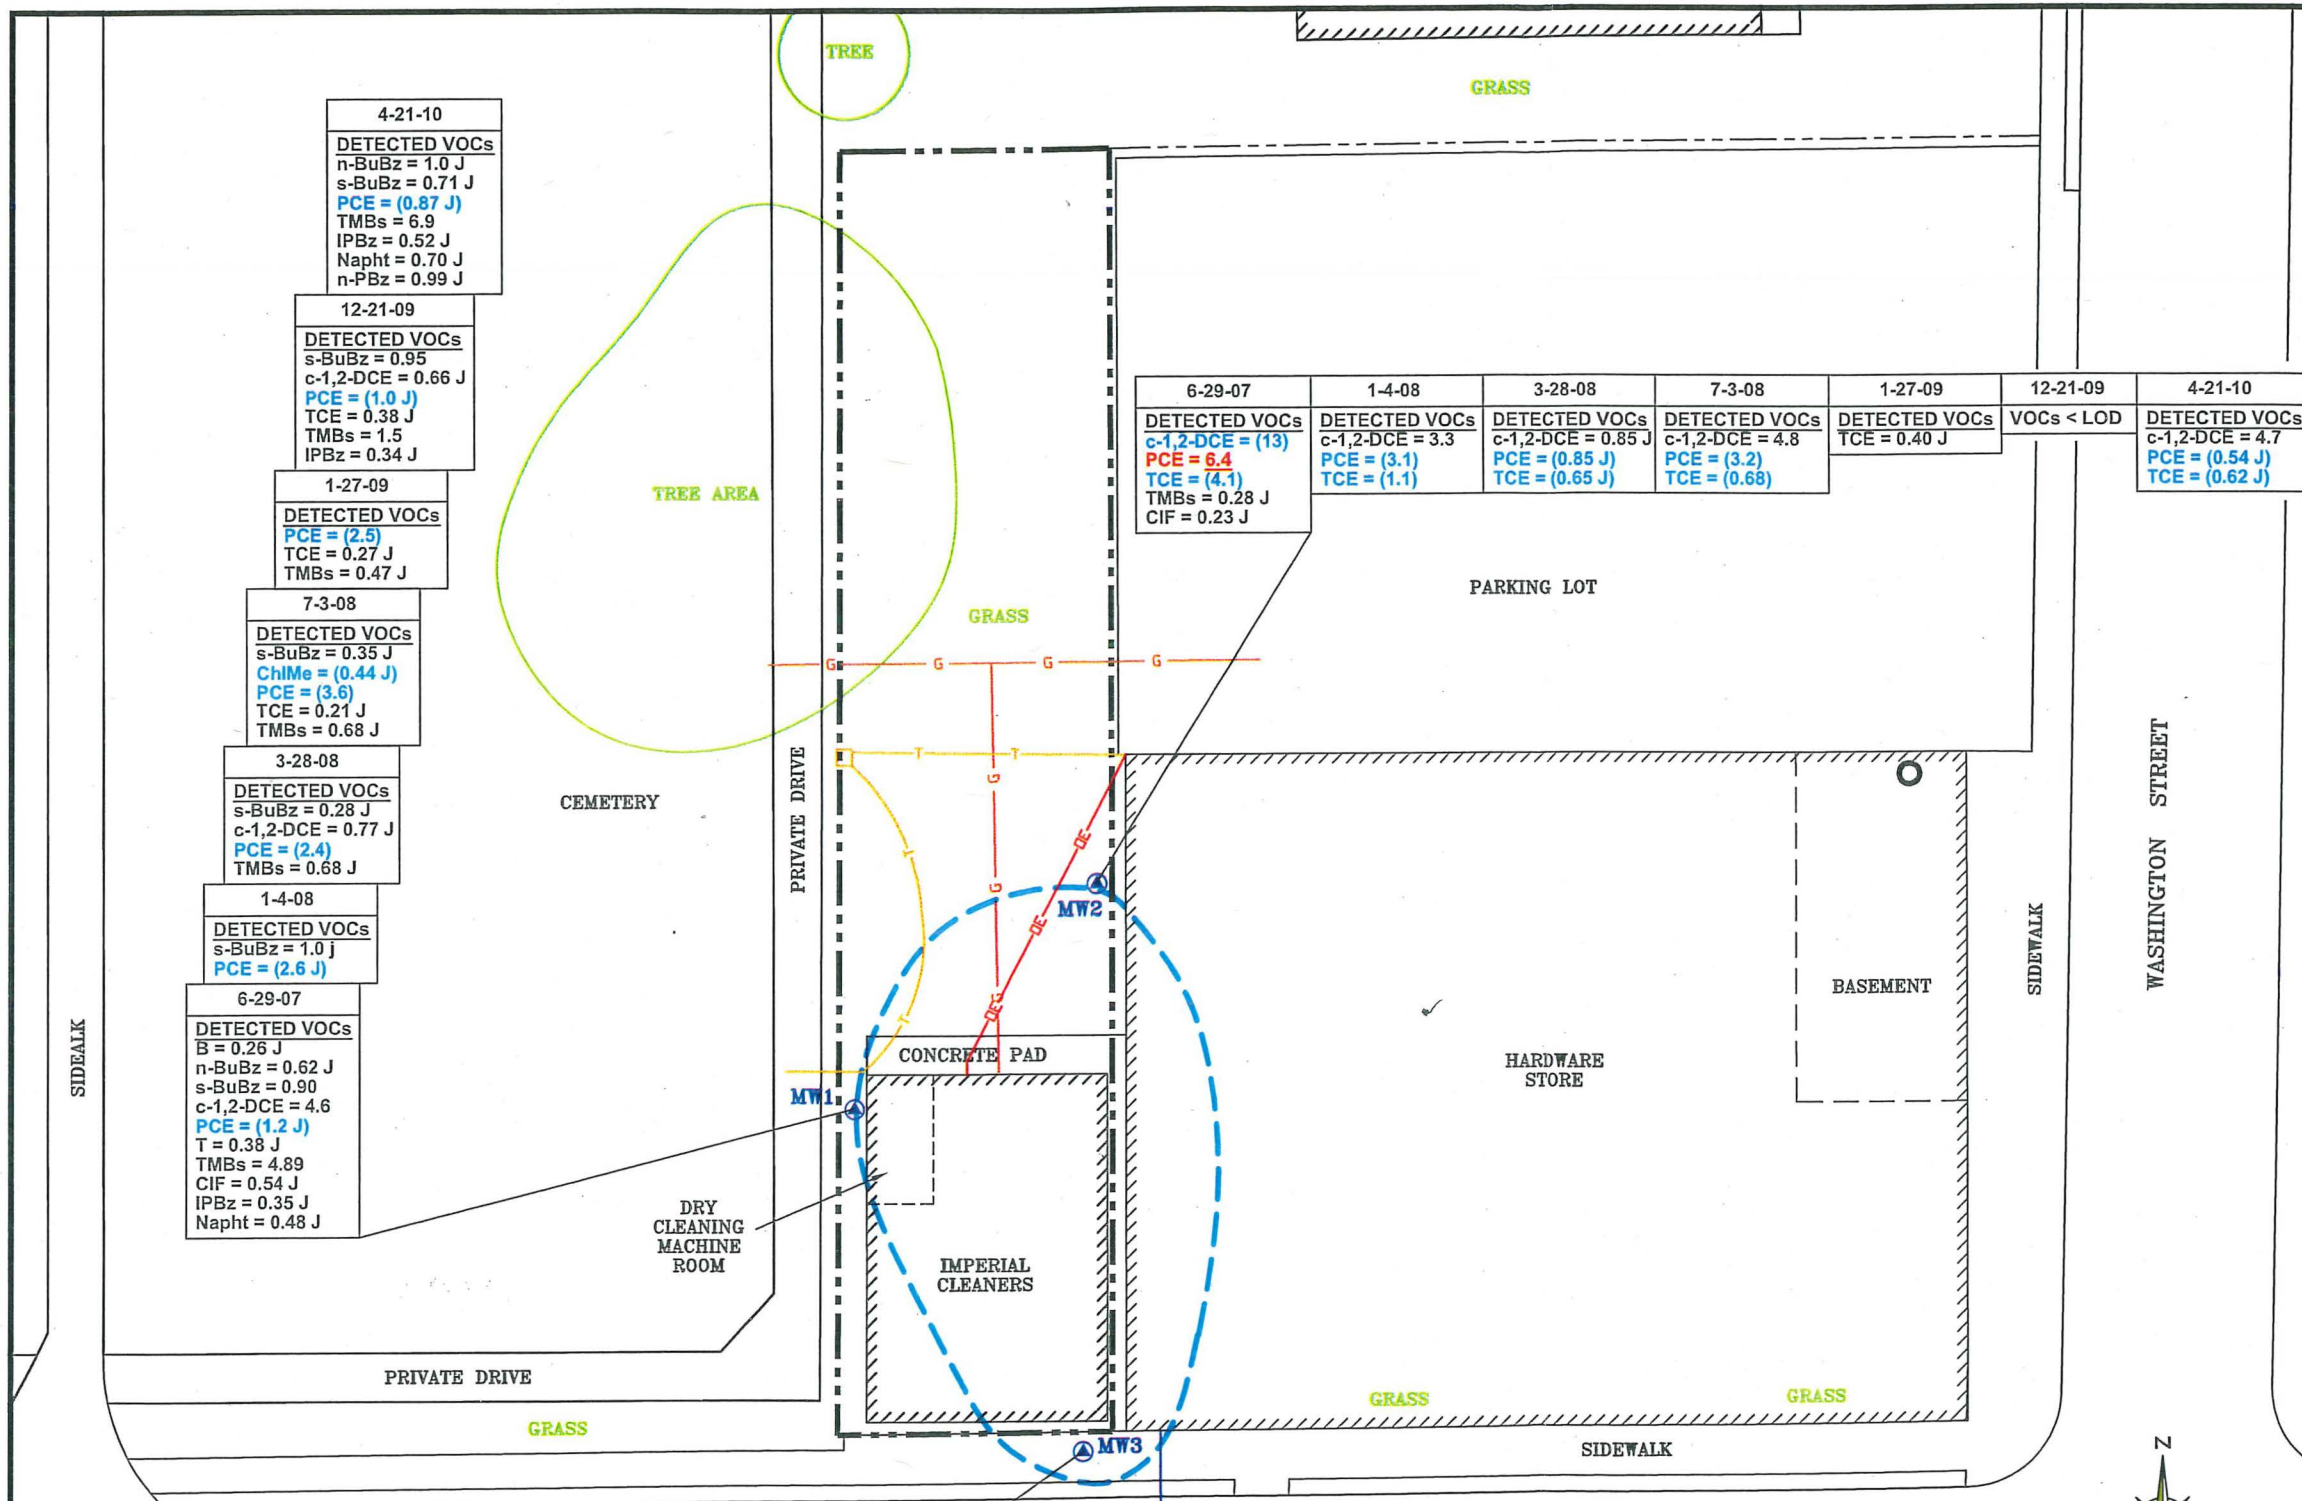 TREE
GRASS
4-21-10
DETECTED VOCs
n-BuBz = 1.0 J
s-BuBz = 0.71 J
PCE = (0.87 J)
TMBs = 6.9
IPBz = 0.52 J
Napht = 0.70 J
n-PBz = 0.99 J
12-21-09
DETECTED VOCs
s-BuBz = 0.95
c-1,2-DCE = 0.66 J
PCE = (1.0 J)
TCE = 0.38 J
TMBs = 1.5
IPBz = 0.34 J
1-27-09
DETECTED VOCs
PCE = (2.5)
TCE = 0.27 J
TMBs = 0.47 J
7-3-08
DETECTED VOCs
s-BuBz = 0.35 J
ChlMe = (0.44 J)
PCE = (3.6)
TCE = 0.21 J
TMBs = 0.68 J
3-28-08
DETECTED VOCs
s-BuBz = 0.28 J
c-1,2-DCE = 0.77 J
PCE = (2.4)
TMBs = 0.68 J
1-4-08
DETECTED VOCs
s-BuBz = 1.0 j
PCE = (2.6 J)
6-29-07
DETECTED VOCs
B = 0.26 J
n-BuBz = 0.62 J
s-BuBz = 0.90
c-1,2-DCE = 4.6
PCE = (1.2 J)
T = 0.38 J
TMBs = 4.89
ClF = 0.54 J
IPBz = 0.35 J
Napht = 0.48 J
6-29-07
DETECTED VOCs
c-1,2-DCE = (13)
PCE = 6.4
TCE = (4.1)
TMBs = 0.28 J
ClF = 0.23 J
1-4-08
DETECTED VOCs
c-1,2-DCE = 3.3
PCE = (3.1)
TCE = (1.1)
3-28-08
DETECTED VOCs
c-1,2-DCE = 0.85 J
PCE = (0.85 J)
TCE = (0.65 J)
7-3-08
DETECTED VOCs
c-1,2-DCE = 4.8
PCE = (3.2)
TCE = (0.68)
1-27-09
DETECTED VOCs
TCE = 0.40 J
12-21-09
VOCs < LOD
4-21-10
DETECTED VOCs
c-1,2-DCE = 4.7
PCE = (0.54 J)
TCE = (0.62 J)
TREE AREA
PARKING LOT
GRASS
G G G G
T T
G
CEMETERY
PRIVATE DRIVE
OE
T
G
MW2
OE
WASHINGTON STREET
SIDEWALK
BASEMENT
G
OE
T
SIDEALK
CONCRETE PAD
HARDWARE
STORE
MW1
DRY
CLEANING
MACHINE
ROOM
IMPERIAL
CLEANERS
PRIVATE DRIVE
GRASS
GRASS
GRASS
MW3
SIDEWALK
N